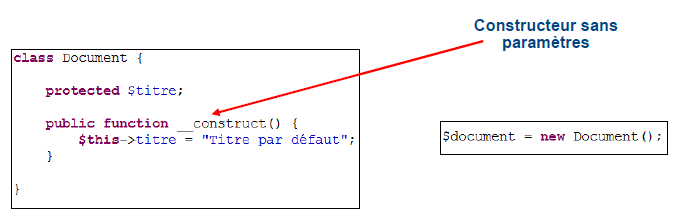 Constructeur sans
paramètres
class Document {
protected $titre;
public function __construct() {
$this->titre = "Titre par défaut";
}
}
$document = new Document();